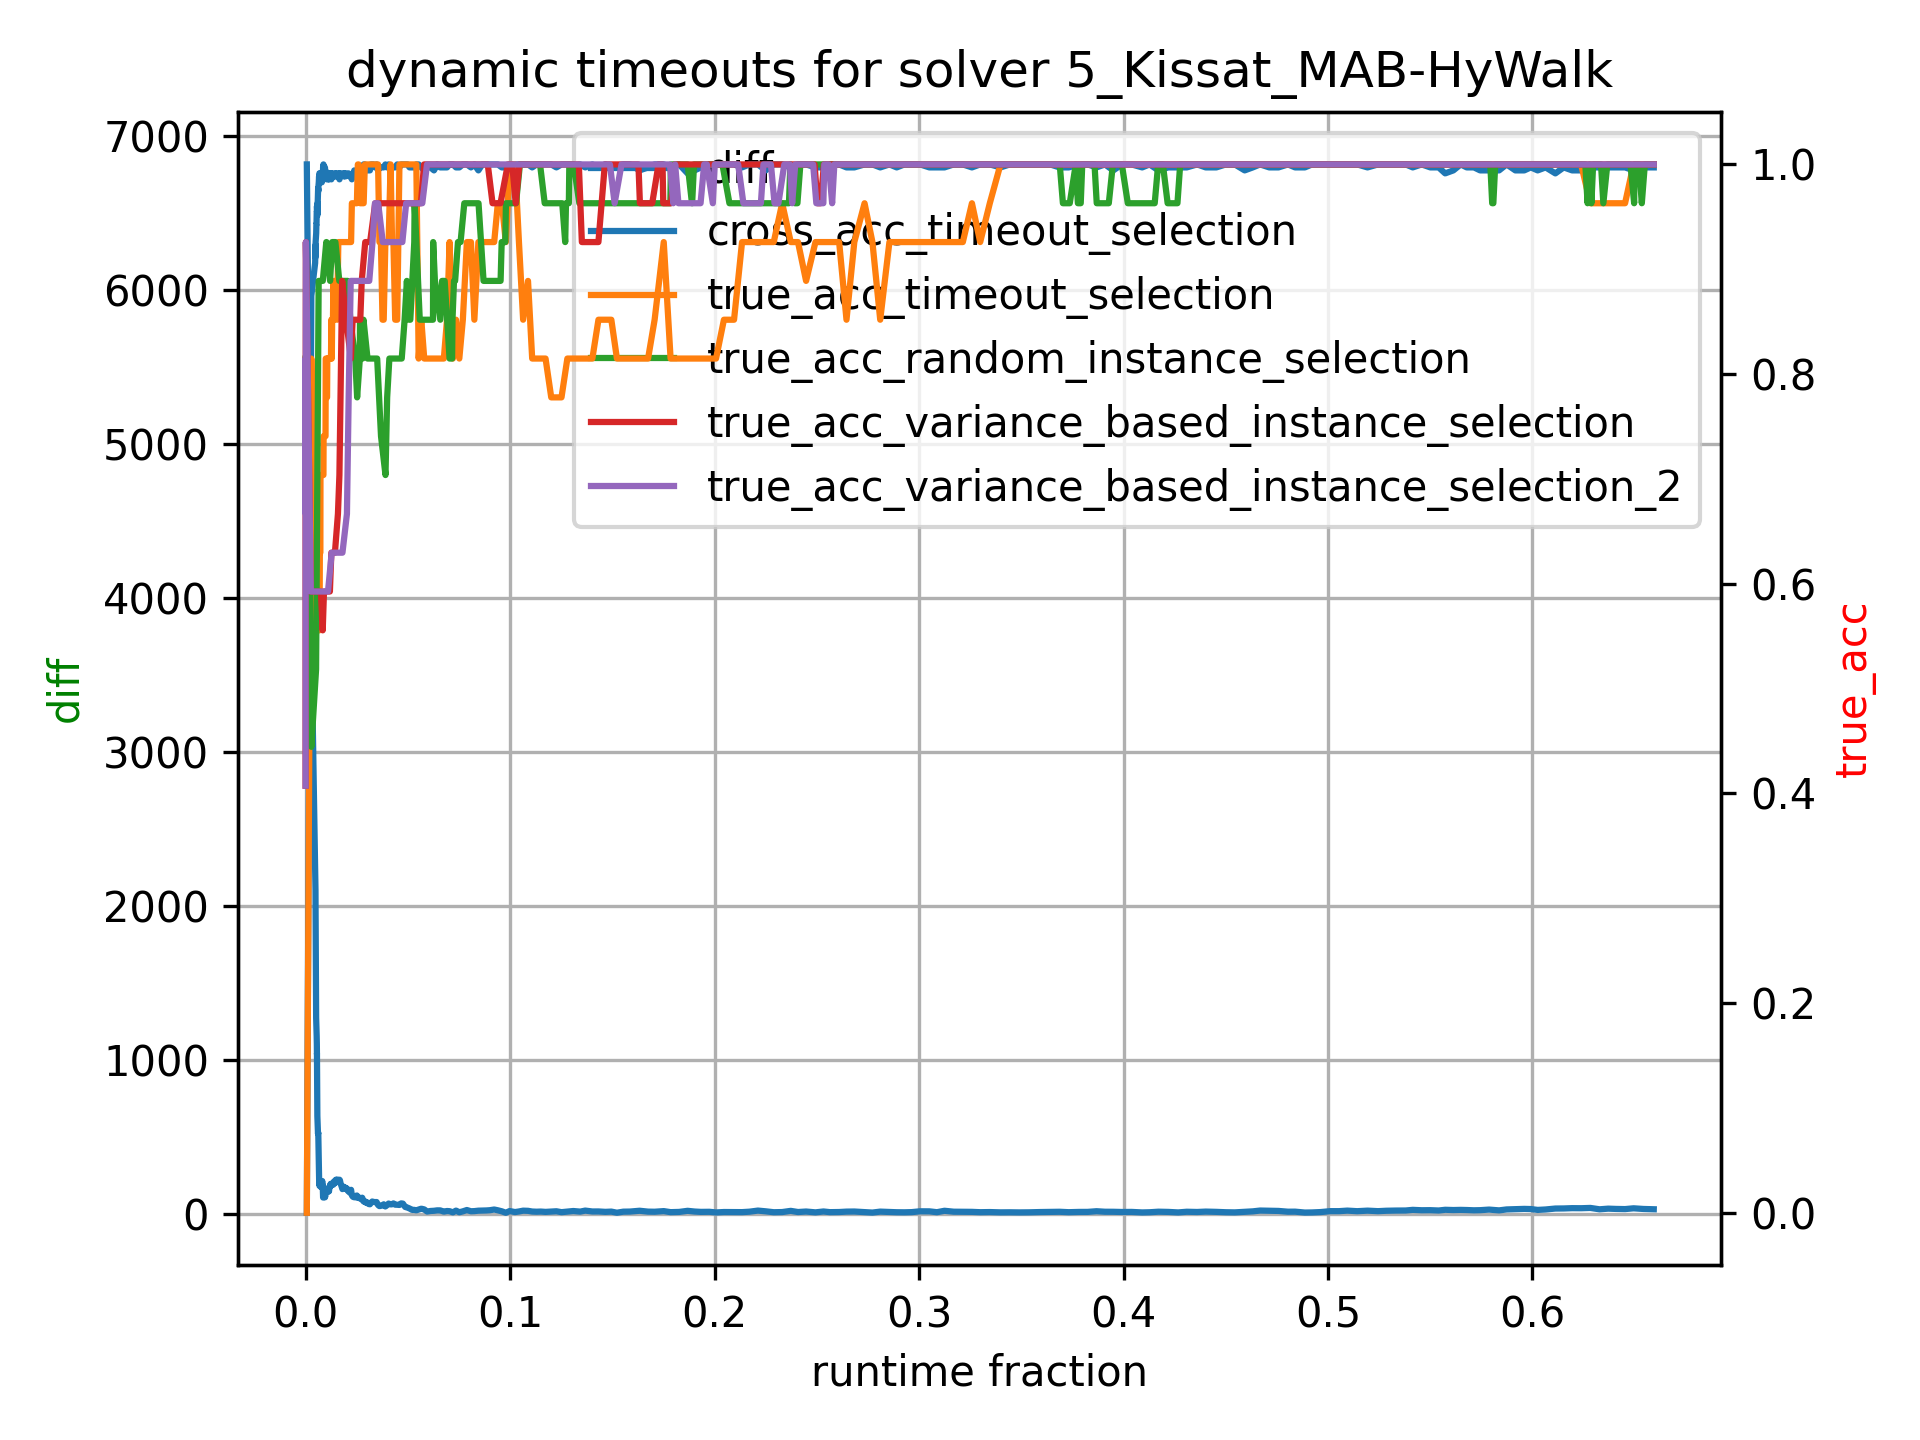 dynamic timeouts for solver 5_Kissat_MAB-HyWalk
7000
6000
5000
4000
3000
2000
1000
0
diff
diff
cross_acc_timeout_selection
true_acc_timeout_selection
true_acc_random_instance_selection
true_acc_variance_based_instance_selection
true_acc_variance_based_instance_selection_2
1.0
0.8
0.6
0.4
0.2
0.0
true_acc
0.0 0.1 0.2 0.3 0.4 0.5 0.6
runtime fraction